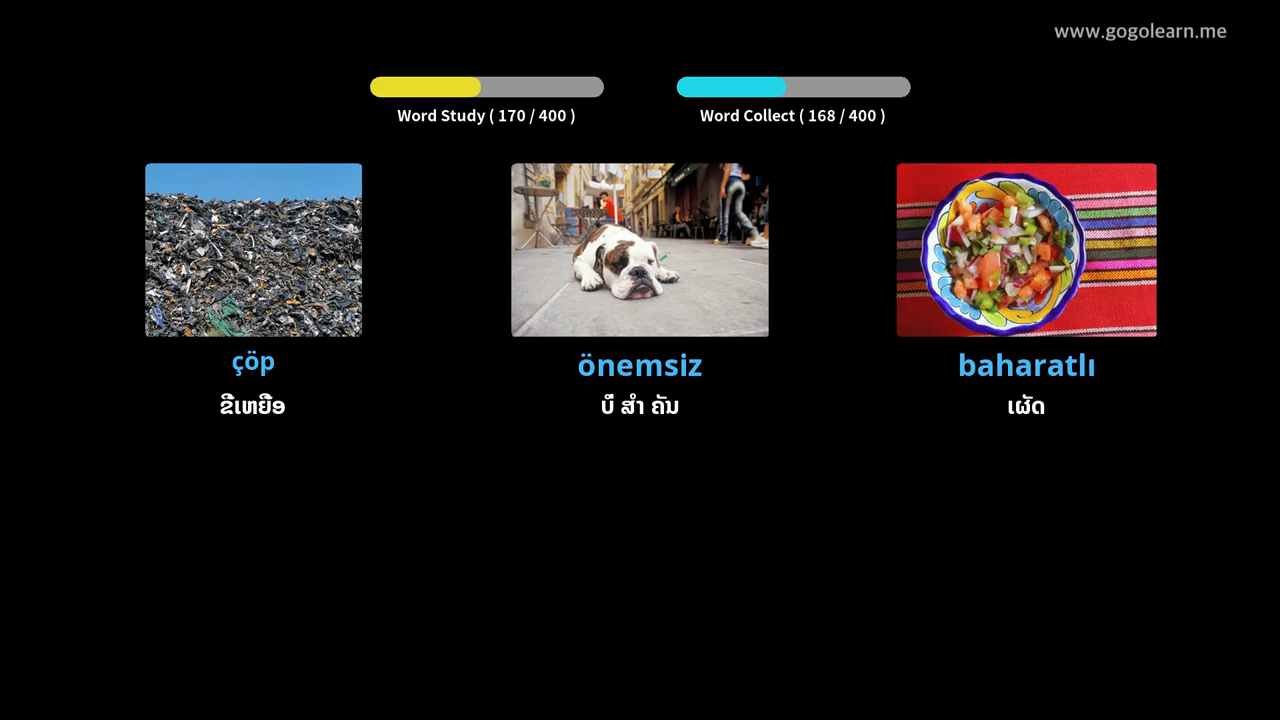 www.gogolearn.me
Word Study ( 170 / 400 )
Word Collect ( 168 / 400 )
çöp
önemsiz
baharatlı
ຂີ້ເຫຍື້ອ
ບໍ່ ສຳ ຄັນ
ເຜັດ